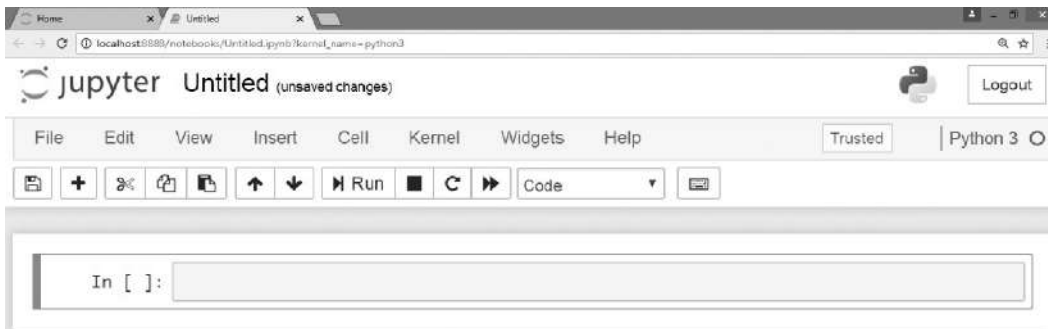 Home Untitled
localhost:8888/notebooks/Untitled.ipynb?kernel_name=python3
jupyter Untitled (unsaved changes) Logout
File Edit View Insert Cell Kernel Widgets Help Trusted Python 3
Run Code
In [ ]: